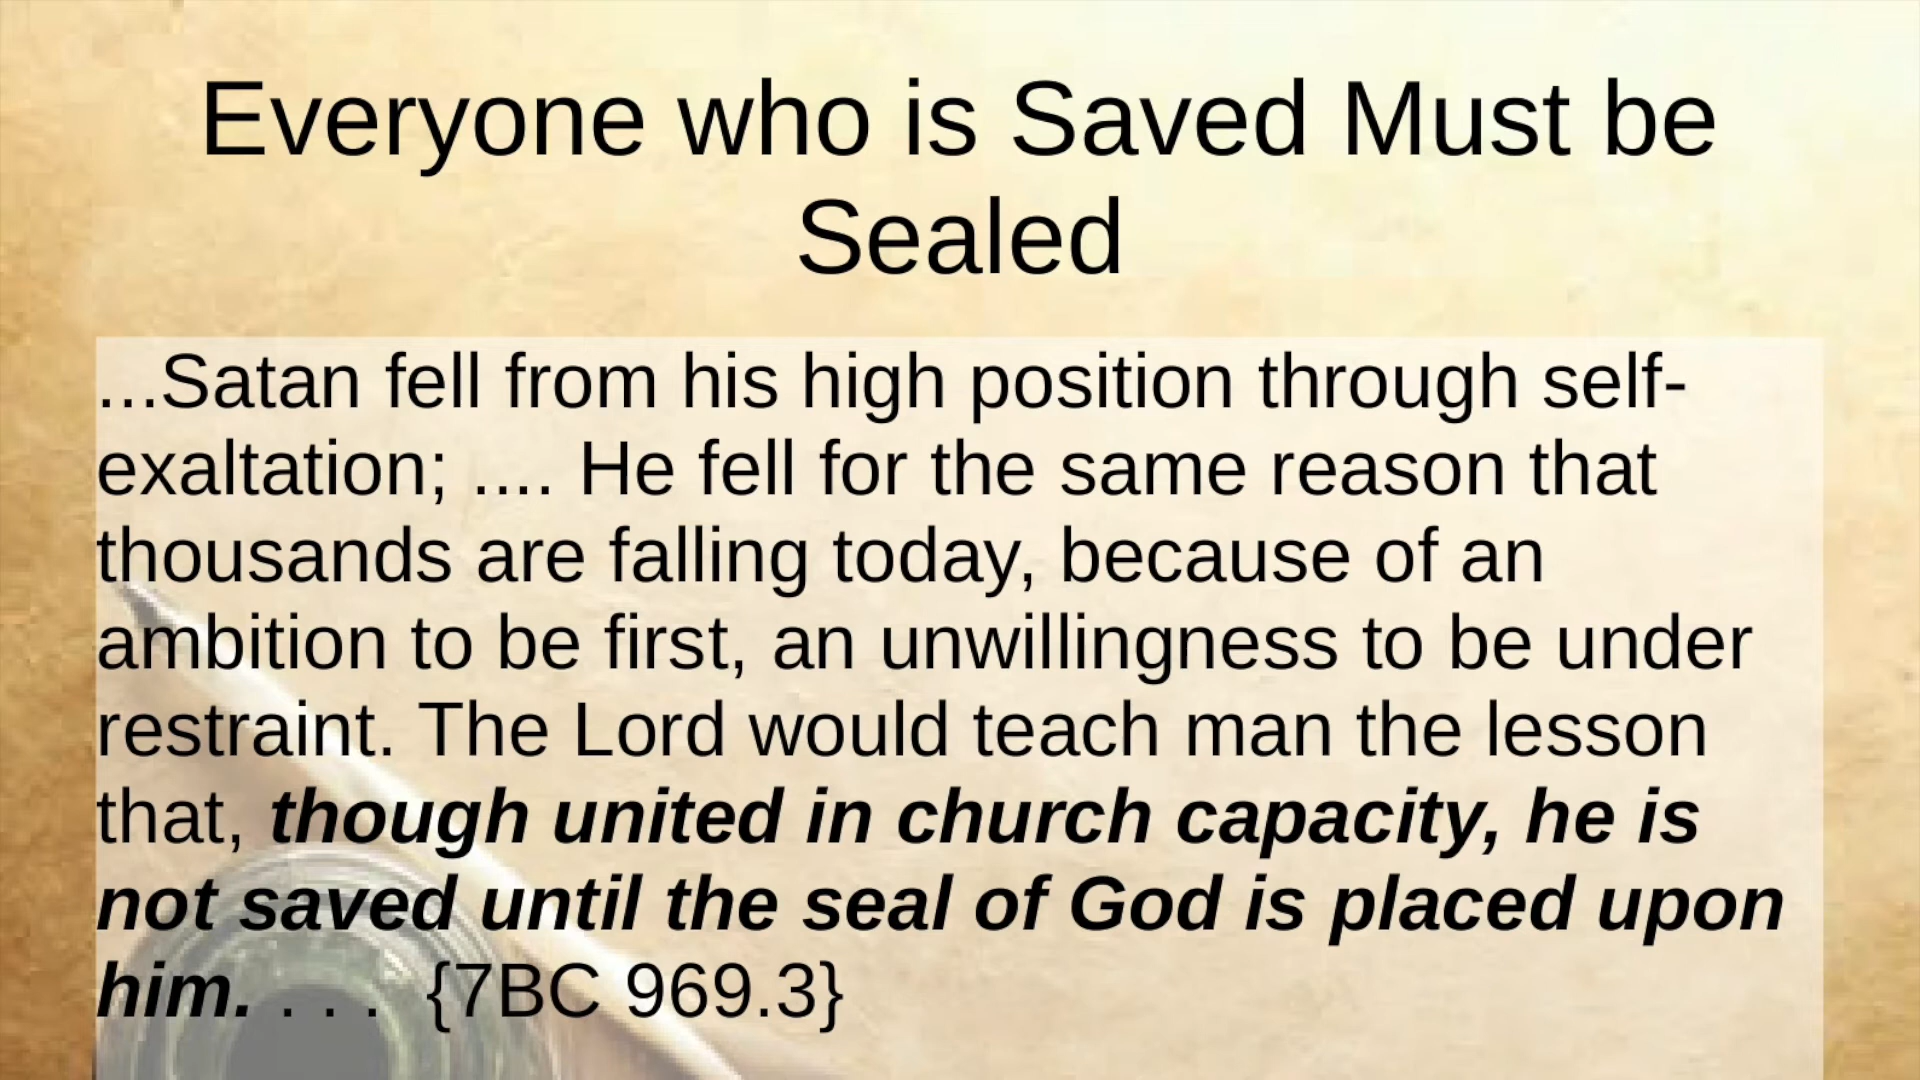 Everyone who is Saved Must be
Sealed
...Satan fell from his high position through self-
exaltation; .... He fell for the same reason that
thousands are falling today, because of an
ambition to be first, an unwillingness to be under
restraint. The Lord would teach man the lesson
that, though united in church capacity, he is
not saved until the seal of God is placed upon
him. . . .  {7BC 969.3}